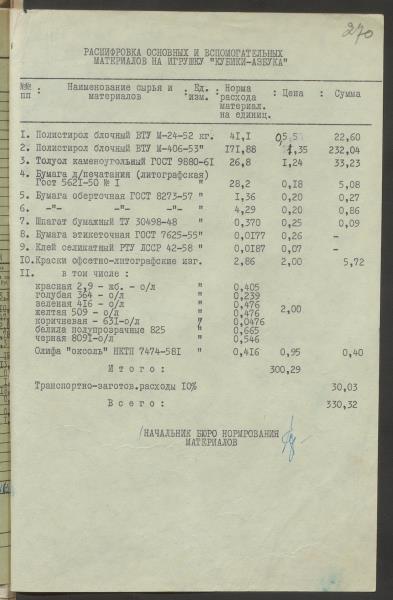 270
РАСШИФРОВКА ОСНОВНЫХ И ВСПОМОГАТЕЛЬНЫХ
МАТЕРИАЛОВ НА ИГРУШКУ "КУБИКИ-АЗБУКА"
№№ пп : Наименование сырья и материалов : Ед. изм. : Норма расхода материал. на единиц. : Цена : Сумма
1. Полистирол блочный ВТУ М-24-52 кг. 41,1 22,60
2. Полистирол блочный ВТУ М-406-53" 171,88 1,35 232,04
3. Толуол каменоугольный ГОСТ 9880-61 26,8 1,24 33,23
4. Бумага д/печатания (литографская)
Гост 5621-50 № 1 " 28,2 0,18 5,08
5. Бумага оберточная ГОСТ 8273-57 " 1,36 0,20 0,27
6. -"- -"- -"- " 4,29 0,20 0,86
7. Шпагат бумажный ТУ 30498-48 " 0,370 0,25 0,09
8. Бумага этикеточная ГОСТ 7625-55" 0,0177 0,26 -
9. Клей селикатный РТУ ЛССР 42-58 " 0,0187 0,07 -
10. Краски офсетно-литографские изг. 2,86 2,00 5,72
11. в том числе :
красная 2,9 - жб. - о/л " 0,405
голубая 364 - о/л " 0,239
зеленая 416 - о/л " 0,476
желтая 509 - о/л " 0,476 2,00
коричневая - 631-о/л " 0,0476
белила полупрозрачные 825 " 0,665
черная 8091-о/л " 0,546
Олифа "оксоль" НКТП 7474-581 " 0,416 0,95 0,40
Итого: 300,29
Транспортно-заготов.расходы 10% 30,03
Всего: 330,32
/НАЧАЛЬНИК БЮРО НОРМИРОВАНИЯ
МАТЕРИАЛОВ